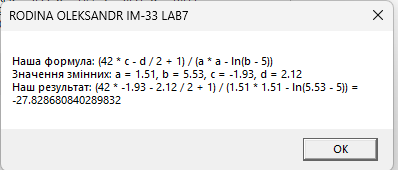 RODINA OLEKSANDR IM-33 LAB7
Наша формула: (42 * c - d / 2 + 1) / (a * a - ln(b - 5))
Значення змінних: a = 1.51, b = 5.53, c = -1.93, d = 2.12
Наш результат: (42 * -1.93 - 2.12 / 2 + 1) / (1.51 * 1.51 - ln(5.53 - 5)) =
-27.828680840289832
OK